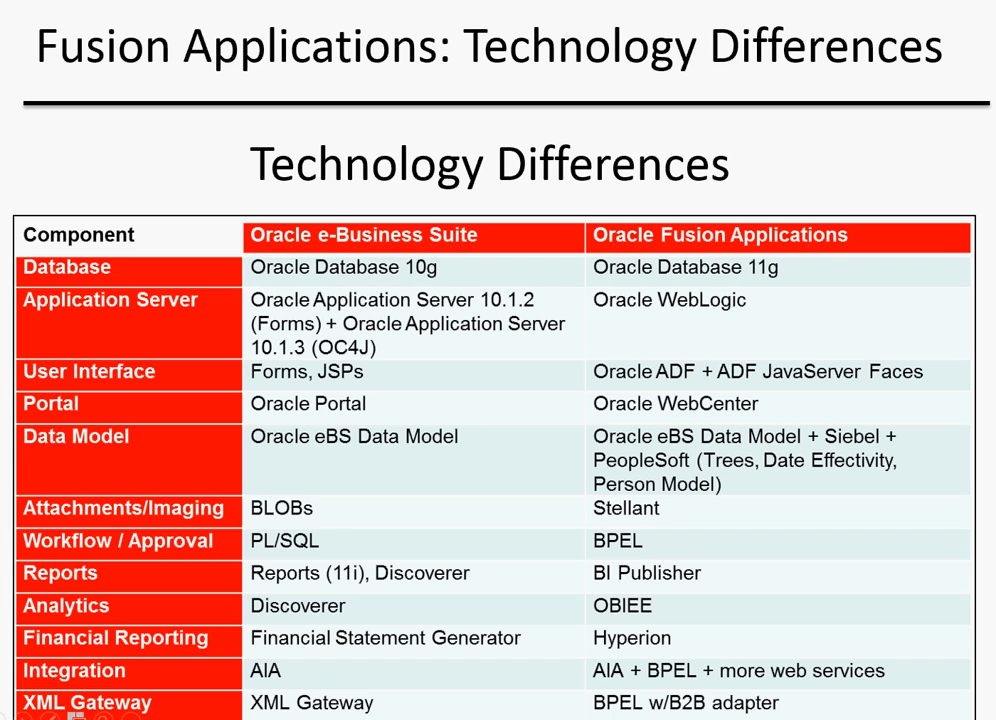 Fusion Applications: Technology Differences
Technology Differences
Component Oracle e-Business Suite Oracle Fusion Applications
Database Oracle Database 10g Oracle Database 11g
Application Server Oracle Application Server 10.1.2 Oracle WebLogic
(Forms) + Oracle Application Server
10.1.3 (OC4J)
User Interface Forms, JSPs Oracle ADF + ADF JavaServer Faces
Portal Oracle Portal Oracle WebCenter
Data Model Oracle eBS Data Model Oracle eBS Data Model + Siebel +
PeopleSoft (Trees, Date Effectivity,
Person Model)
Attachments/Imaging BLOBs Stellant
Workflow / Approval PL/SQL BPEL
Reports Reports (11i), Discoverer BI Publisher
Analytics Discoverer OBIEE
Financial Reporting Financial Statement Generator Hyperion
Integration AIA AIA + BPEL + more web services
XML Gateway XML Gateway BPEL w/B2B adapter